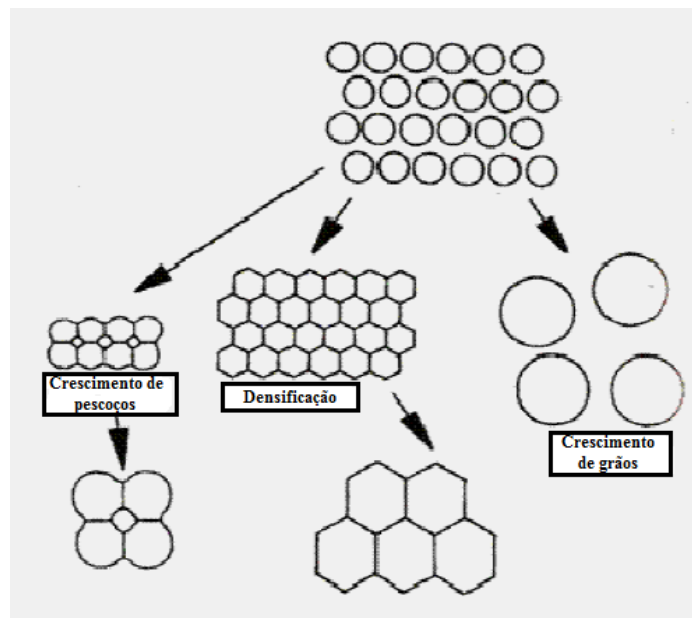 Crescimento de
pescoços
Densificação
Crescimento
de grãos